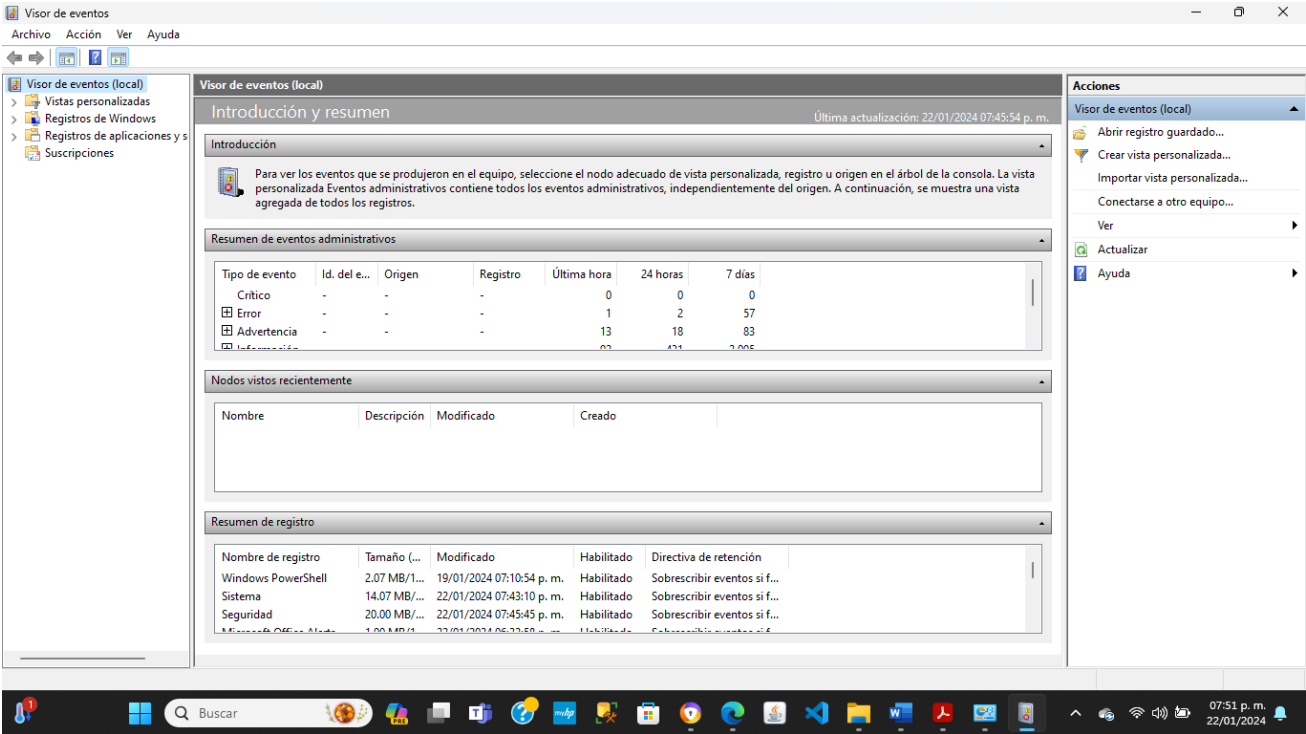 Visor de eventos
Archivo Acción Ver Ayuda
Visor de eventos (local)
Vistas personalizadas
Registros de Windows
Registros de aplicaciones y s
Suscripciones
Visor de eventos (local)
Introducción y resumen
Última actualización: 22/01/2024 07:45:54 p. m.
Introducción
Para ver los eventos que se produjeron en el equipo, seleccione el nodo adecuado de vista personalizada, registro u origen en el árbol de la consola. La vista
personalizada Eventos administrativos contiene todos los eventos administrativos, independientemente del origen. A continuación, se muestra una vista
agregada de todos los registros.
Resumen de eventos administrativos
Tipo de evento Id. del e... Origen Registro Última hora 24 horas 7 días
Crítico - - - 0 0 0
Error - - - 1 2 57
Advertencia - - - 13 18 83
Nodos vistos recientemente
Nombre Descripción Modificado Creado
Resumen de registro
Nombre de registro Tamaño (... Modificado Habilitado Directiva de retención
Windows PowerShell 2.07 MB/1... 19/01/2024 07:10:54 p. m. Habilitado Sobrescribir eventos si f...
Sistema 14.07 MB/... 22/01/2024 07:43:10 p. m. Habilitado Sobrescribir eventos si f...
Seguridad 20.00 MB/... 22/01/2024 07:45:45 p. m. Habilitado Sobrescribir eventos si f...
Acciones
Visor de eventos (local)
Abrir registro guardado...
Crear vista personalizada...
Importar vista personalizada...
Conectarse a otro equipo...
Ver
Actualizar
Ayuda
1
Buscar
PRE
myhp
07:51 p. m.
22/01/2024